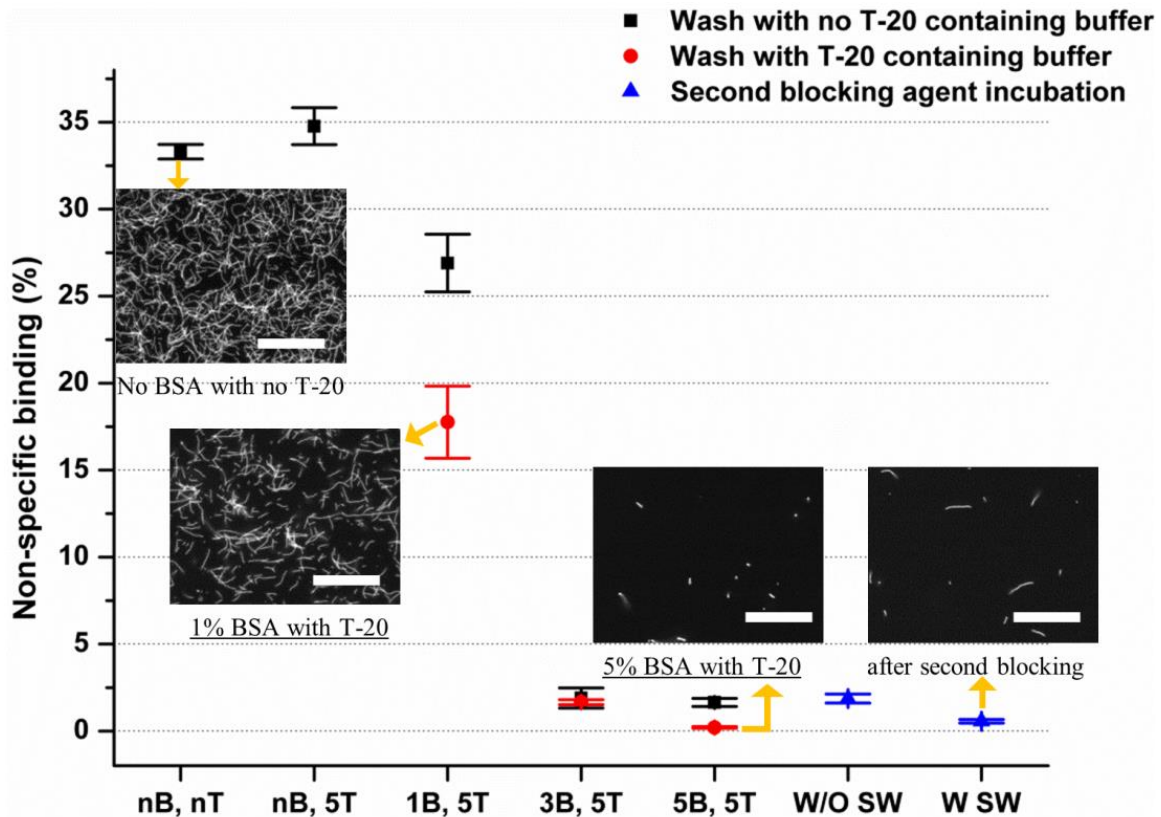 Wash with no T-20 containing buffer
Wash with T-20 containing buffer
Second blocking agent incubation
Non-specific binding (%)
35
30
25
20
15
10
5
0
No BSA with no T-20
1% BSA with T-20
5% BSA with T-20
after second blocking
nB, nT nB, 5T 1B, 5T 3B, 5T 5B, 5T W/O SW W SW